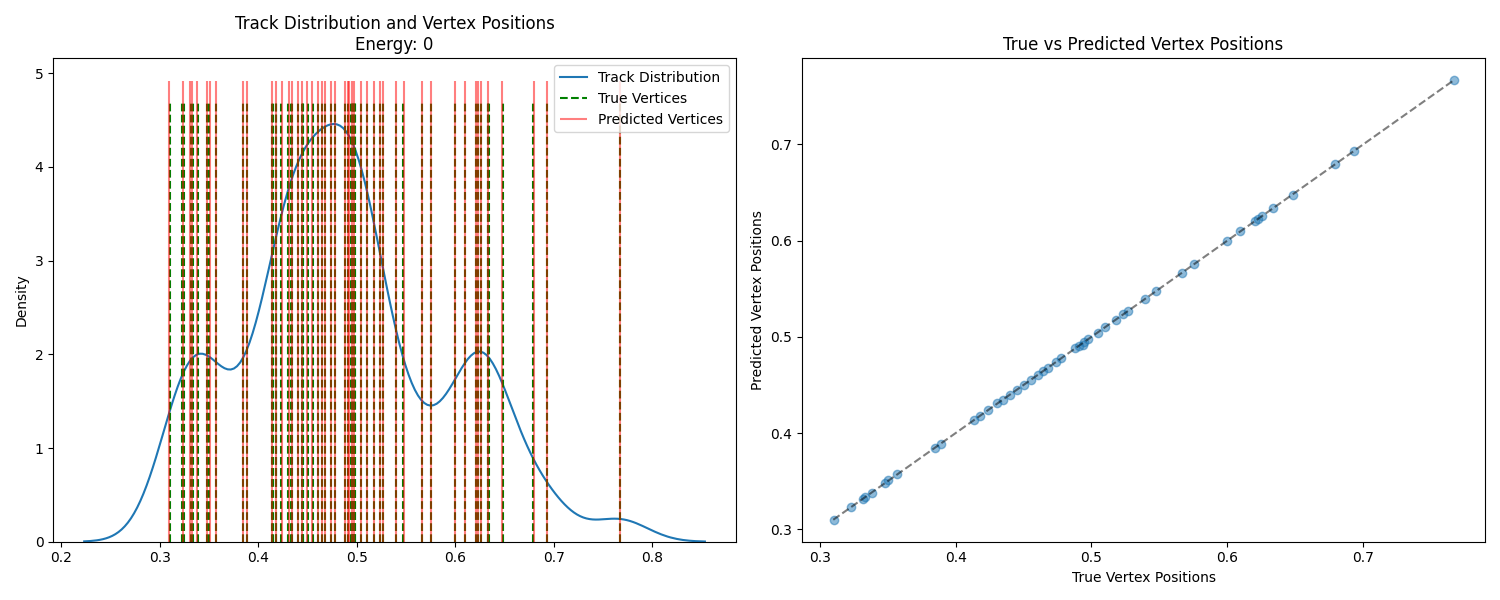 Track Distribution and Vertex Positions
Energy: 0
Track Distribution
True Vertices
Predicted Vertices
Density
5
4
3
2
1
0
0.2 0.3 0.4 0.5 0.6 0.7 0.8
True vs Predicted Vertex Positions
Predicted Vertex Positions
0.7
0.6
0.5
0.4
0.3
0.3 0.4 0.5 0.6 0.7
True Vertex Positions